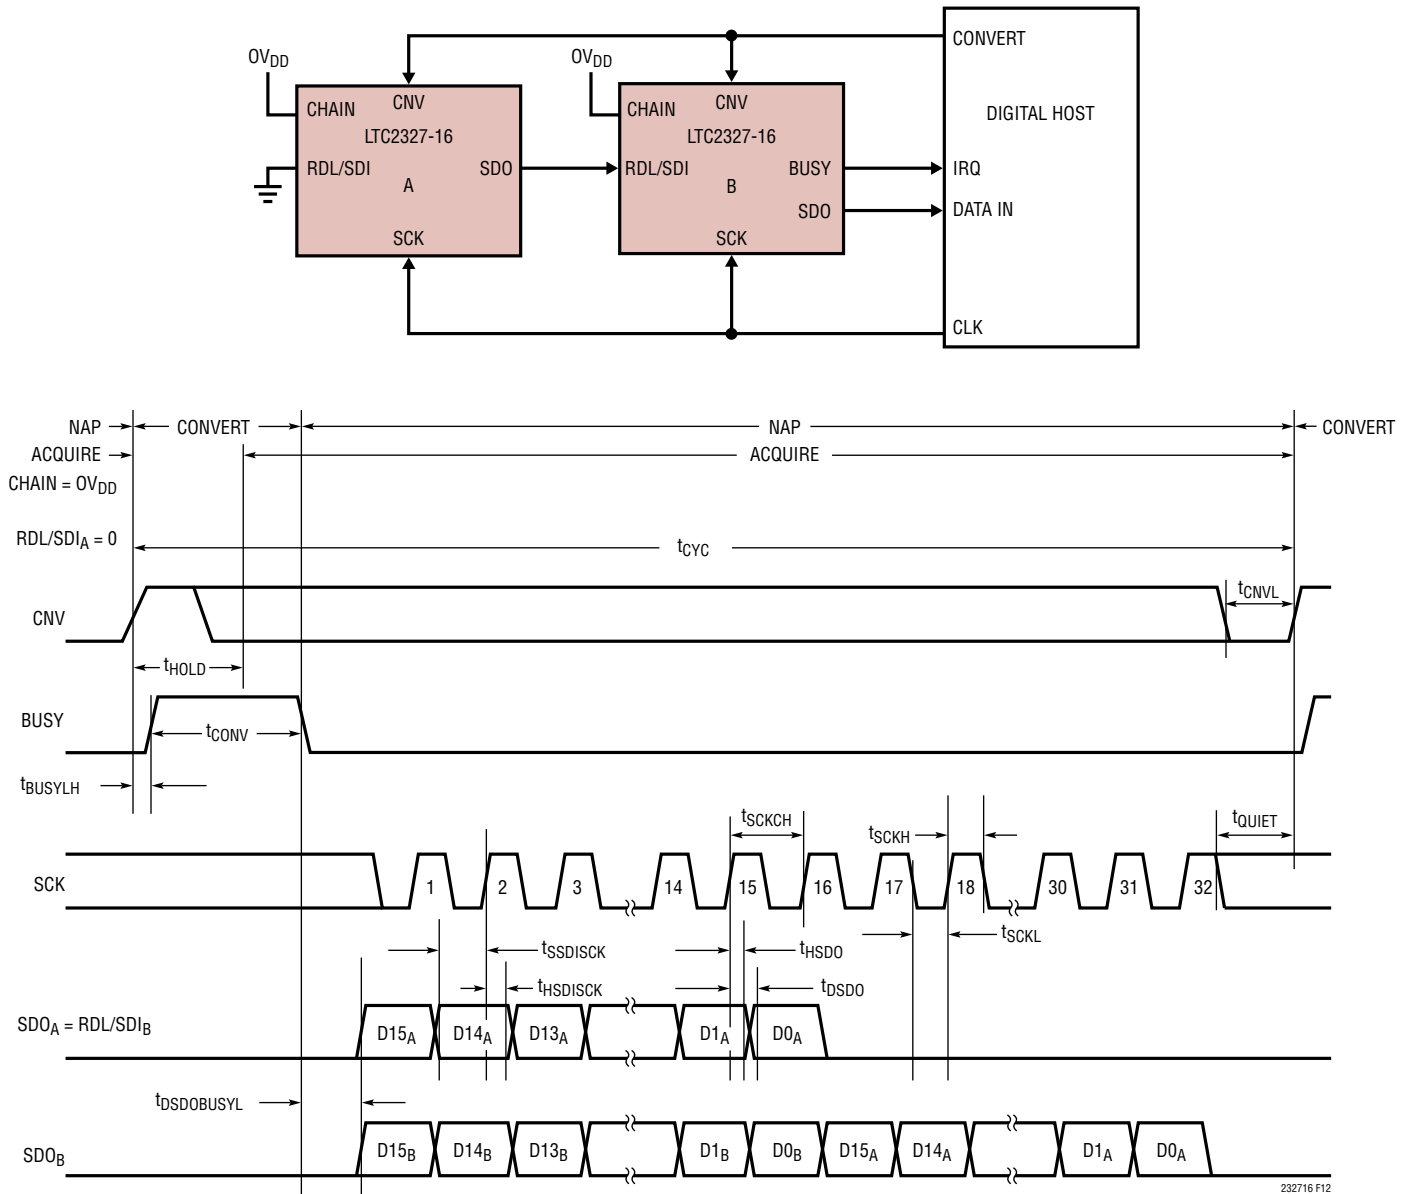 CONVERT
OVDD
OVDD
CHAIN
CNV
CHAIN
CNV
DIGITAL HOST
LTC2327-16
LTC2327-16
RDL/SDI
SDO
RDL/SDI
BUSY
IRQ
A
B
SDO
DATA IN
SCK
SCK
CLK
NAP
CONVERT
NAP
CONVERT
ACQUIRE
ACQUIRE
CHAIN = OVDD
RDL/SDIA = 0
tCYC
tCNVL
CNV
tHOLD
BUSY
tCONV
tBUSYLH
tSCKCH
tSCKH
tQUIET
SCK
1 2 3 14 15 16 17 18 30 31 32
tSSDISCK
tHSDO
tSCKL
tHSDISCK
tDSDO
SDOA = RDL/SDIB
D15A D14A D13A D1A D0A
tDSDOBUSYL
SDOB
D15B D14B D13B D1B D0B D15A D14A D1A D0A
232716 F12